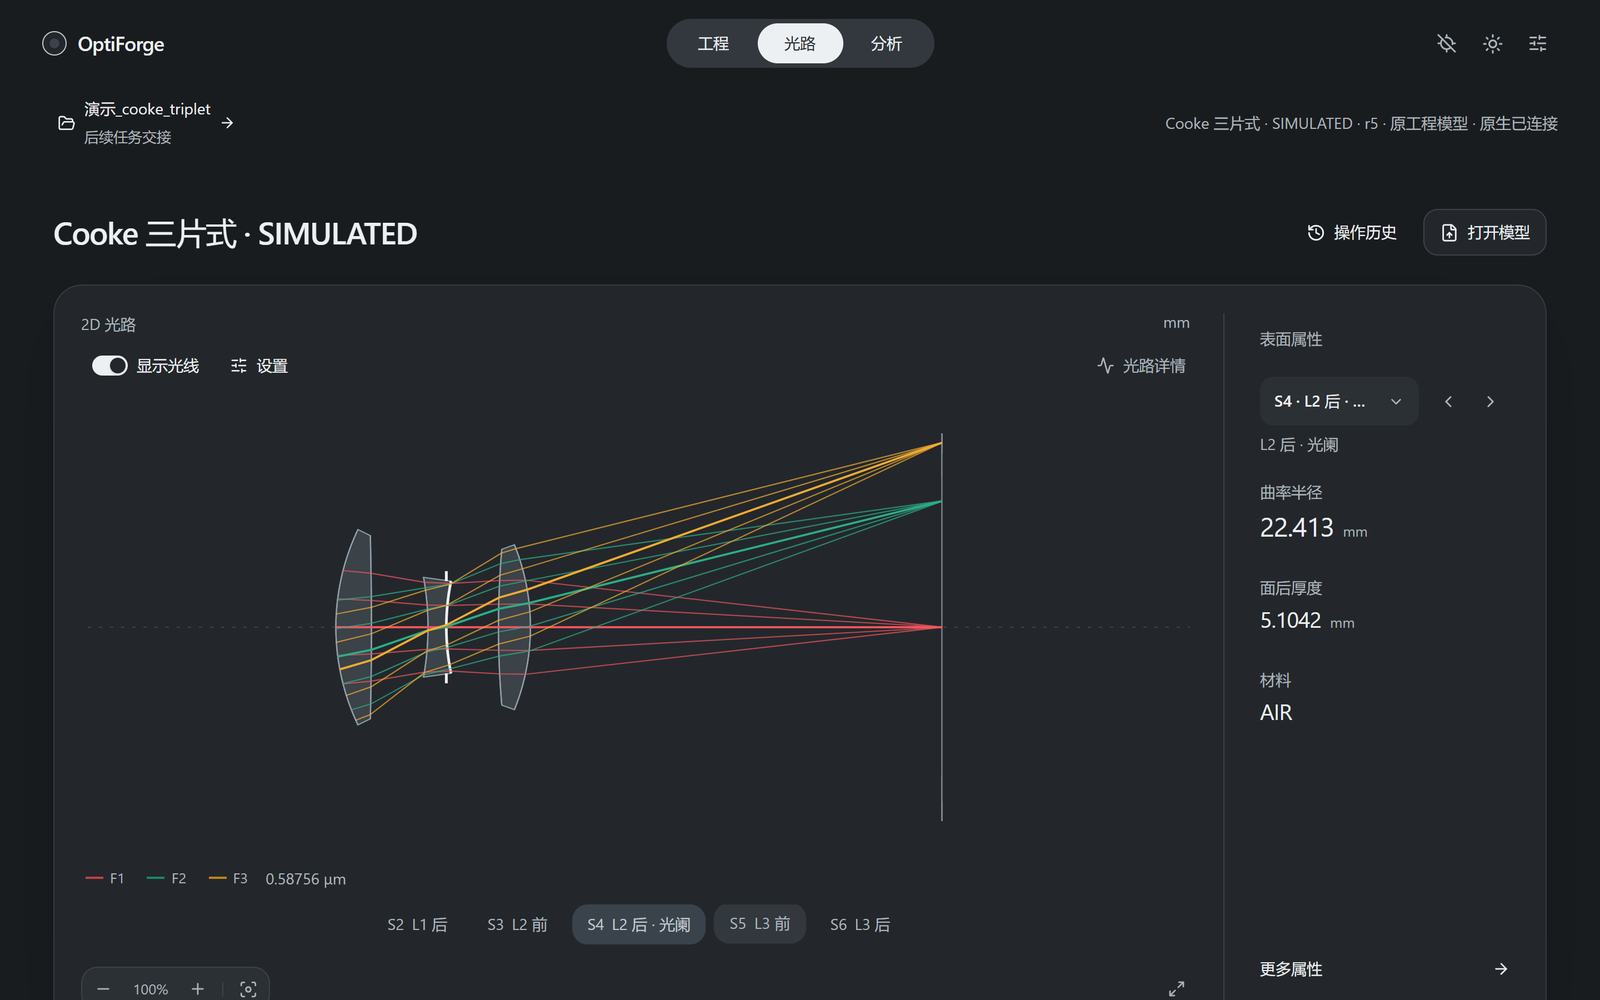 OptiForge
工程
光路
分析
演示_cooke_triplet
后续任务交接
Cooke 三片式 · SIMULATED · r5 · 原工程模型 · 原生已连接
Cooke 三片式 · SIMULATED
操作历史
打开模型
2D 光路
mm
显示光线
设置
光路详情
F1
F2
F3
0.58756 µm
S2 L1 后
S3 L2 前
S4 L2 后 · 光阑
S5 L3 前
S6 L3 后
100%
表面属性
S4 · L2 后 · ...
L2 后 · 光阑
曲率半径
22.413 mm
面后厚度
5.1042 mm
材料
AIR
更多属性